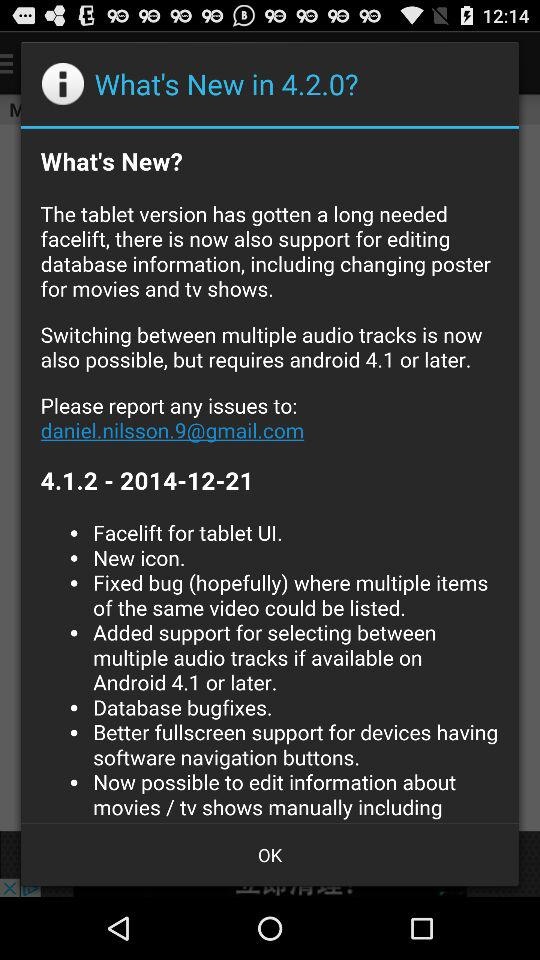 12:14
What's New in 4.2.0?
What's New?
The tablet version has gotten a long needed
facelift, there is now also support for editing
database information, including changing poster
for movies and tv shows.
Switching between multiple audio tracks is now
also possible, but requires android 4.1 or later.
Please report any issues to:
daniel.nilsson.9@gmail.com
4.1.2 - 2014-12-21
• Facelift for tablet UI.
• New icon.
• Fixed bug (hopefully) where multiple items
of the same video could be listed.
• Added support for selecting between
multiple audio tracks if available on
Android 4.1 or later.
• Database bugfixes.
• Better fullscreen support for devices having
software navigation buttons.
• Now possible to edit information about
movies / tv shows manually including
OK